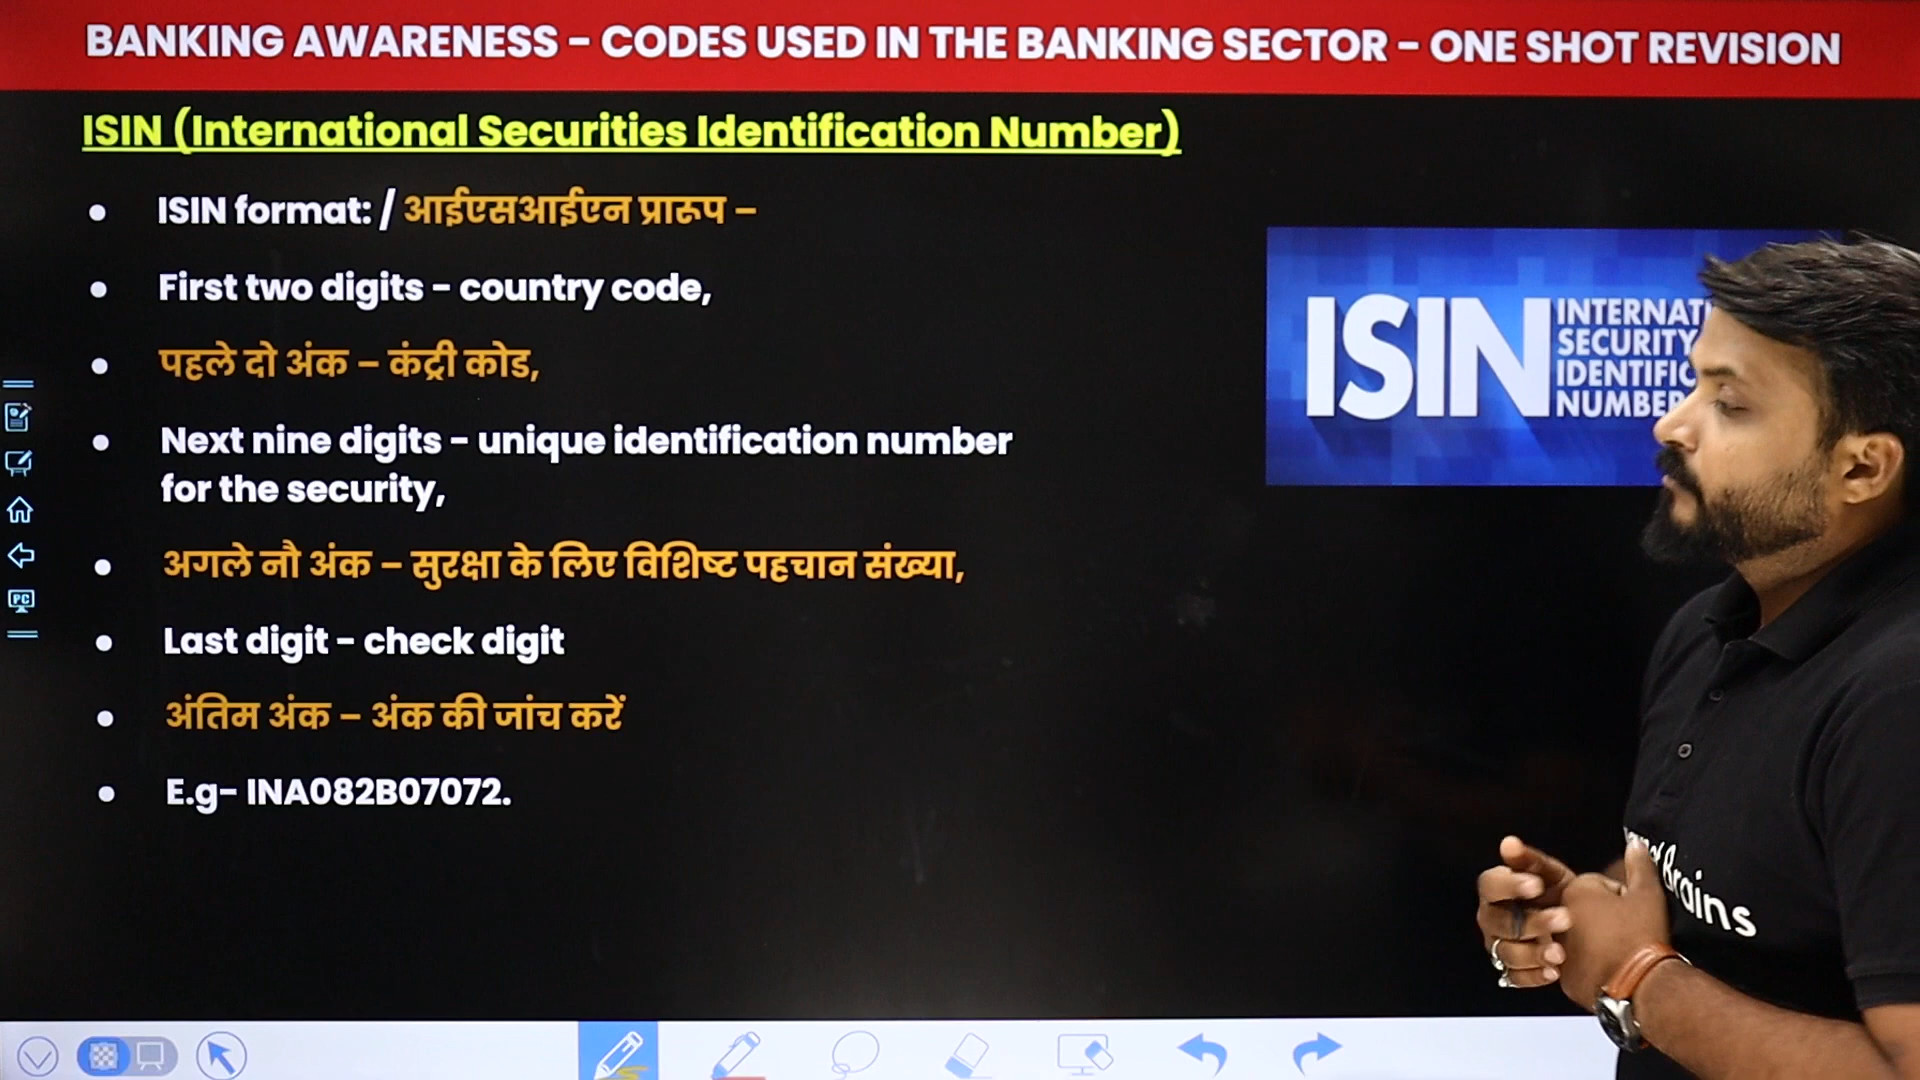 BANKING AWARENESS - CODES USED IN THE BANKING SECTOR - ONE SHOT REVISION
ISIN (International Securities Identification Number)
ISIN format: / आईएसआईएन प्रारूप –
First two digits - country code,
पहले दो अंक – कंट्री कोड,
Next nine digits - unique identification number
for the security,
अगले नौ अंक – सुरक्षा के लिए विशिष्ट पहचान संख्या,
Last digit - check digit
अंतिम अंक – अंक की जांच करें
E.g- INA082B07072.
ISIN
SECURITY
NUMBER
PC
Brains